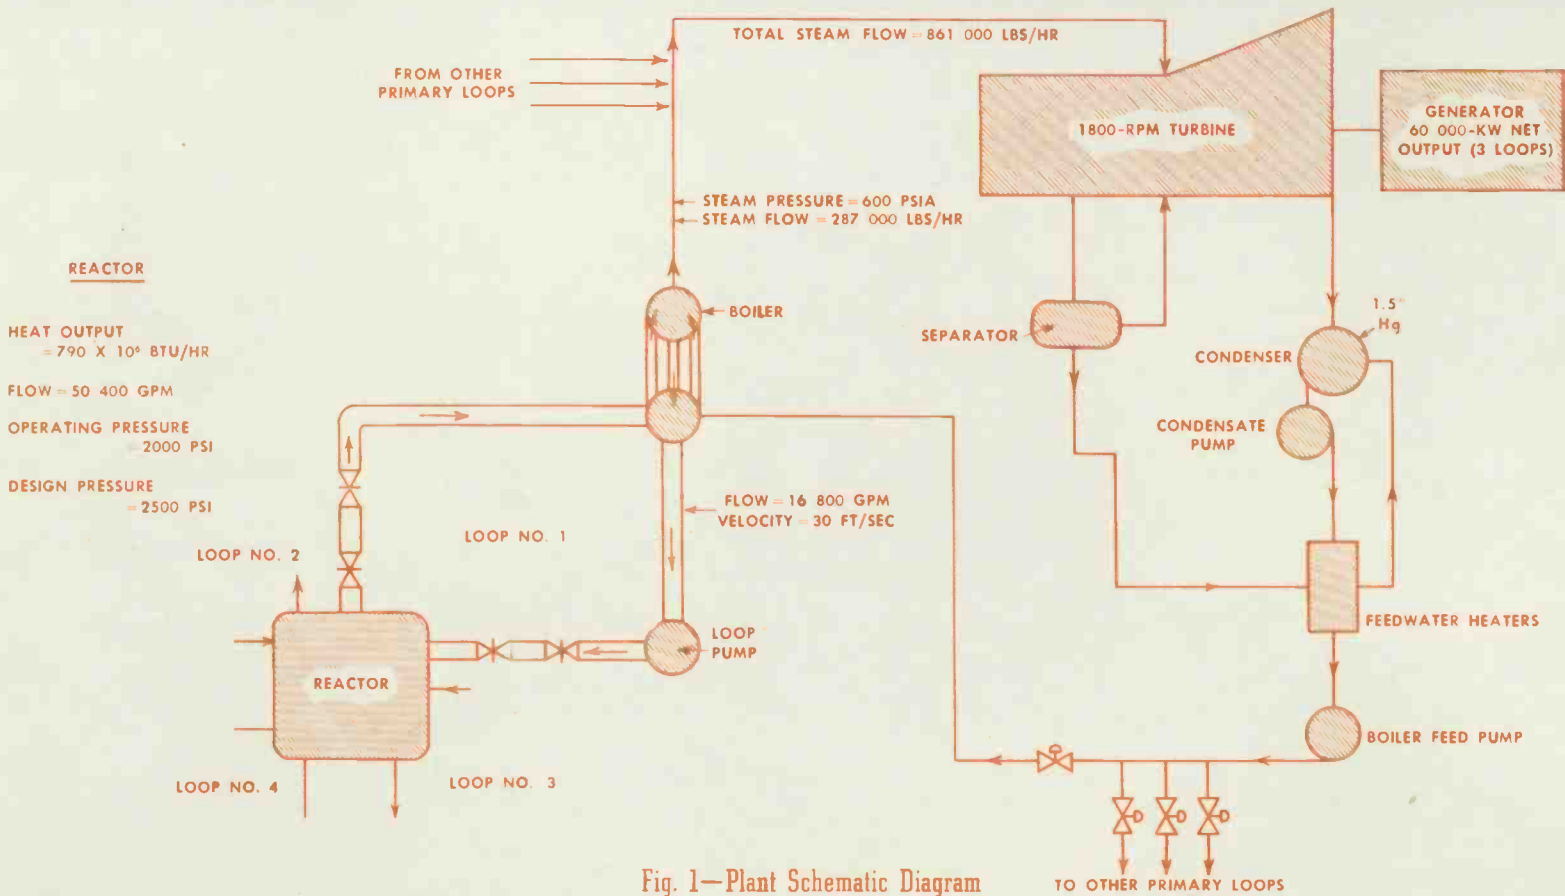 TOTAL STEAM FLOW = 861 000 LBS/HR
FROM OTHER
PRIMARY LOOPS
1800-RPM TURBINE
GENERATOR
60 000-KW NET
OUTPUT (3 LOOPS)
STEAM PRESSURE = 600 PSIA
STEAM FLOW = 287 000 LBS/HR
REACTOR
HEAT OUTPUT
= 790 X 10⁶ BTU/HR
FLOW = 50 400 GPM
OPERATING PRESSURE
= 2000 PSI
DESIGN PRESSURE
= 2500 PSI
BOILER
SEPARATOR
1.5"
Hg
CONDENSER
CONDENSATE
PUMP
FLOW = 16 800 GPM
VELOCITY = 30 FT/SEC
LOOP NO. 1
LOOP NO. 2
LOOP
PUMP
REACTOR
FEEDWATER HEATERS
BOILER FEED PUMP
LOOP NO. 4
LOOP NO. 3
TO OTHER PRIMARY LOOPS
Fig. 1—Plant Schematic Diagram